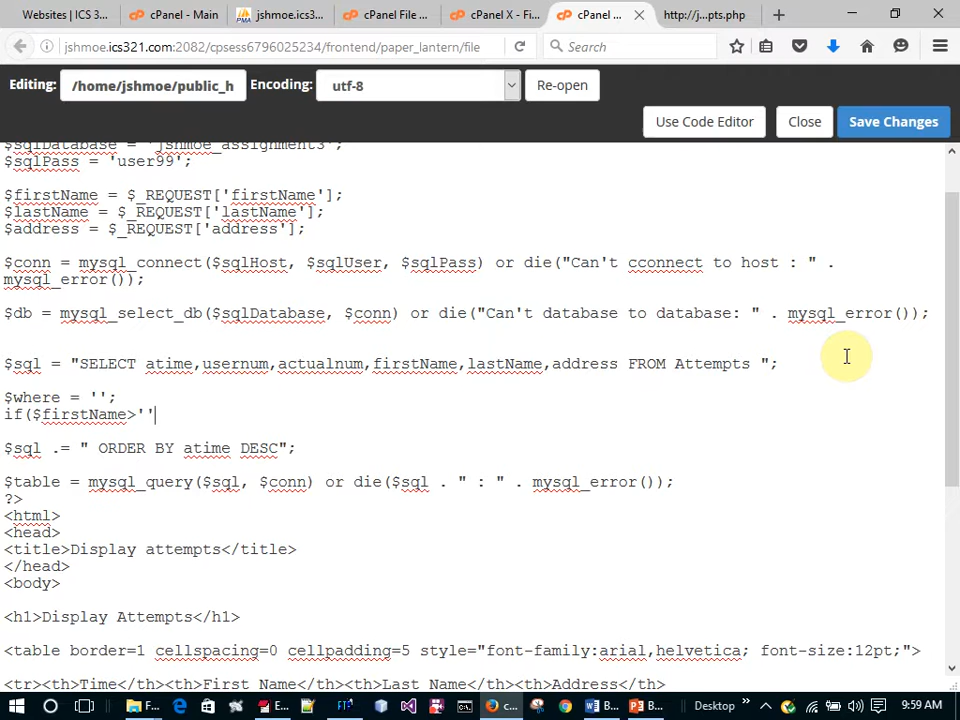 Websites | ICS 3...
cPanel - Main
jshmoe.ics3...
cPanel File ...
cPanel X - Fi...
cPanel ...
http://j...pts.php
jshmoe.ics321.com:2082/cpsess6796025234/frontend/paper_lantern/file
Search
Editing: /home/jshmoe/public_h Encoding: utf-8 Re-open
Use Code Editor Close Save Changes
$sqlDatabase = 'jshmoe_assignment3';
$sqlPass = 'user99';
$firstName = $_REQUEST['firstName'];
$lastName = $_REQUEST['lastName'];
$address = $_REQUEST['address'];
$conn = mysql_connect($sqlHost, $sqlUser, $sqlPass) or die("Can't cconnect to host : " .
mysql_error());
$db = mysql_select_db($sqlDatabase, $conn) or die("Can't database to database: " . mysql_error());
$sql = "SELECT atime,usernum,actualnum,firstName,lastName,address FROM Attempts ";
$where = '';
if($firstName>''
$sql .= " ORDER BY atime DESC";
$table = mysql_query($sql, $conn) or die($sql . " : " . mysql_error());
?>
<html>
<head>
<title>Display attempts</title>
</head>
<body>
<h1>Display Attempts</h1>
<table border=1 cellspacing=0 cellpadding=5 style="font-family:arial,helvetica; font-size:12pt;">
<tr><th>Time</th><th>First Name</th><th>Last Name</th><th>Address</th>
F...
E...
c...
B...
B...
Desktop
9:59 AM